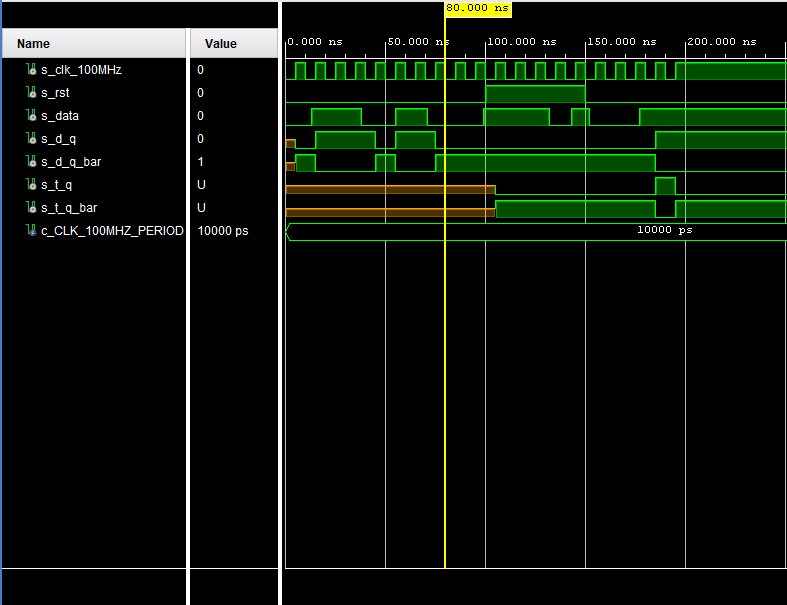 80.000 ns
Name Value
0.000 ns 50.000 ns 100.000 ns 150.000 ns 200.000 ns
s_clk_100MHz 0
s_rst 0
s_data 0
s_d_q 0
s_d_q_bar 1
s_t_q U
s_t_q_bar U
c_CLK_100MHZ_PERIOD 10000 ps 10000 ps